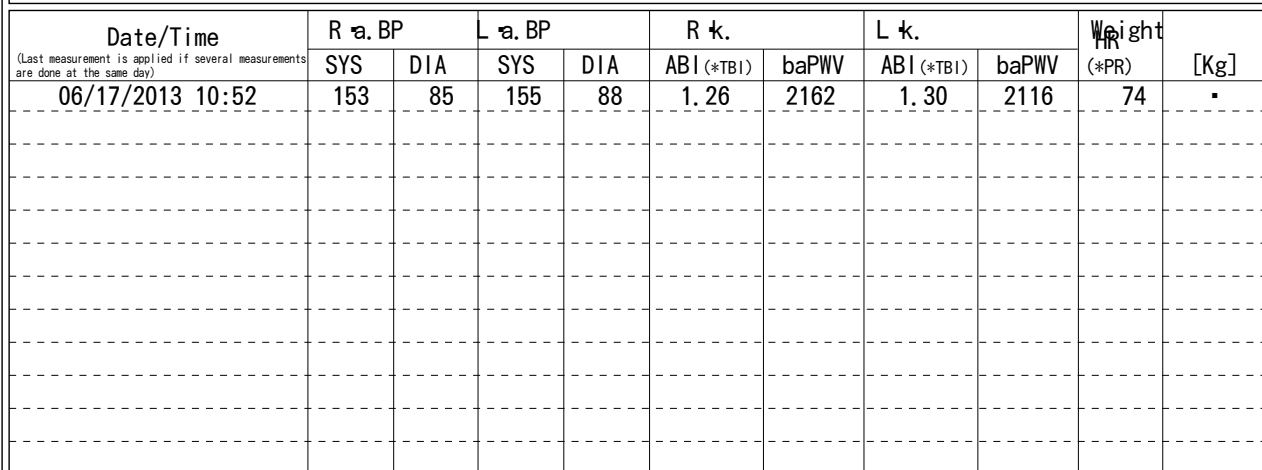 Date/Time R-a.BP L-a.BP R-k. L-k. HR Weight
(Last measurement is applied if several measurements
are done at the same day) SYS DIA SYS DIA ABI(*TBI) baPWV ABI(*TBI) baPWV (*PR) [Kg]
06/17/2013 10:52 153 85 155 88 1.26 2162 1.30 2116 74 -